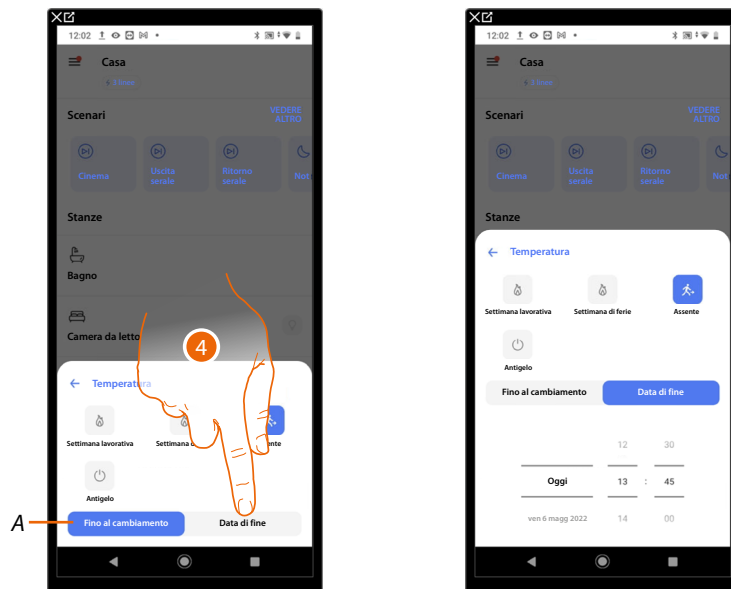 12:02
Casa
Scenari
VEDERE
ALTRO
Cinema
Uscita
serale
Ritorno
serale
Not
Stanze
Bagno
Camera da letto
4
Temperatura
Settimana lavorativa
Antigelo
A
Fino al cambiamento
Data di fine
12:02
Casa
Scenari
VEDERE
ALTRO
Cinema
Uscita
serale
Ritorno
serale
Not
Stanze
Temperatura
Settimana lavorativa
Settimana di ferie
Assente
Antigelo
Fino al cambiamento
Data di fine
12 30
Oggi 13 : 45
ven 6 magg 2022 14 00